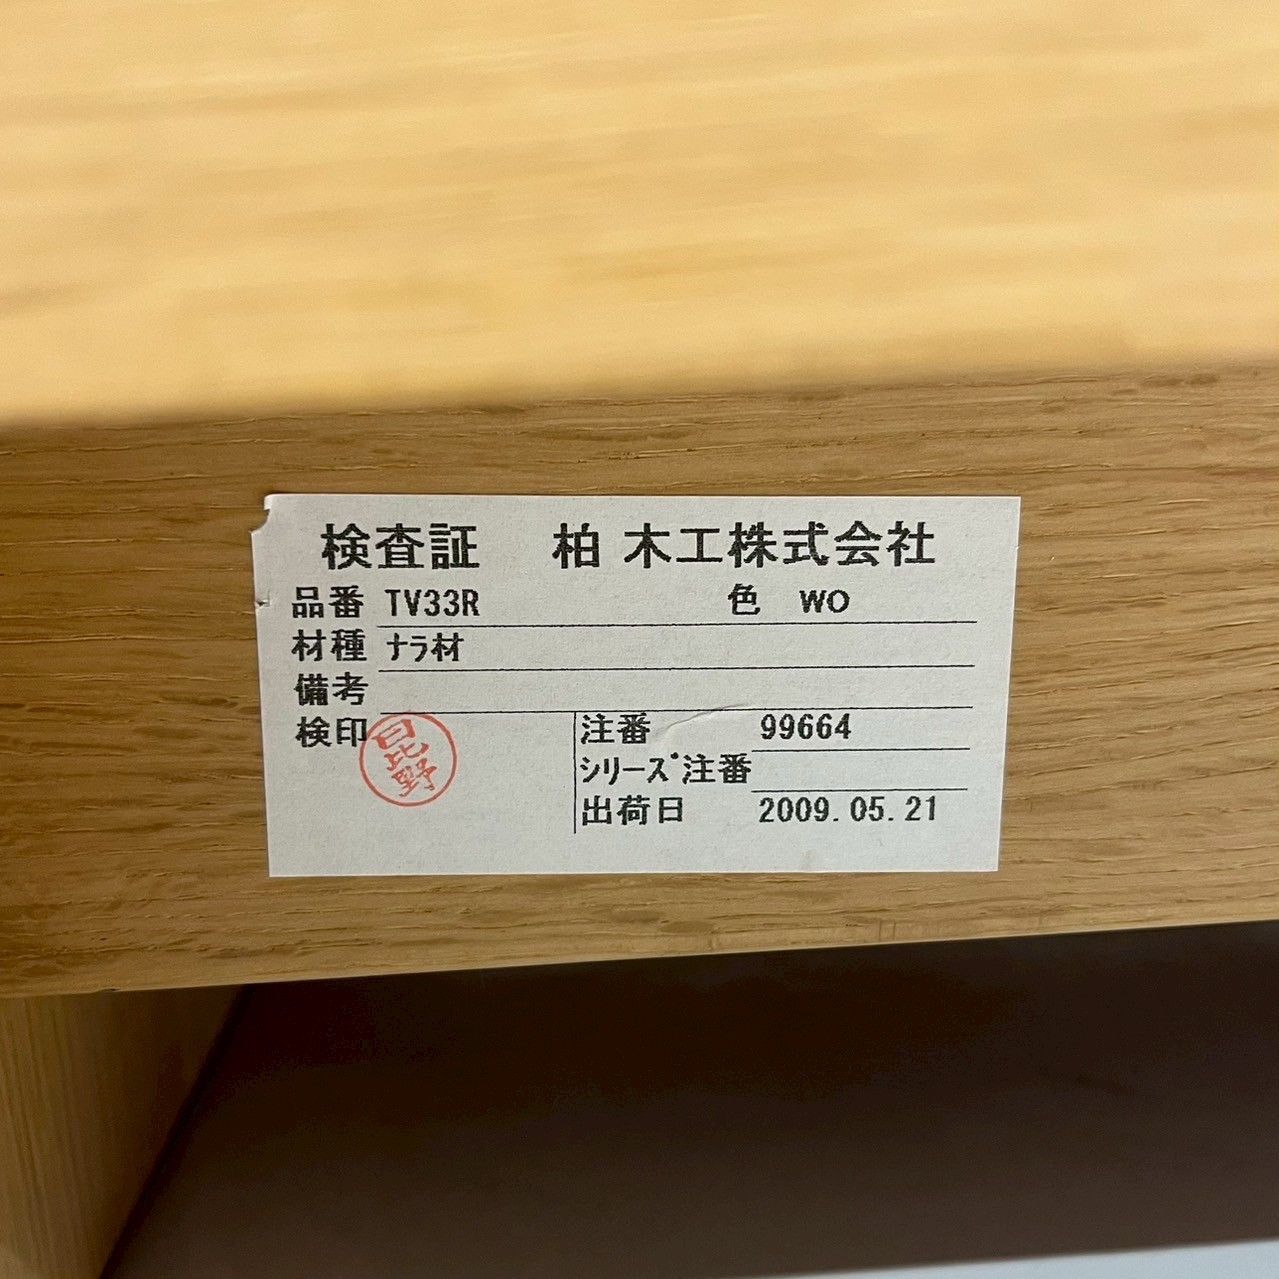 検査証 柏 木工株式会社
品番 TV33R 色 WO
材種 ナラ材
備考
検印 昆野
注番 99664
シリーズ注番
出荷日 2009.05.21